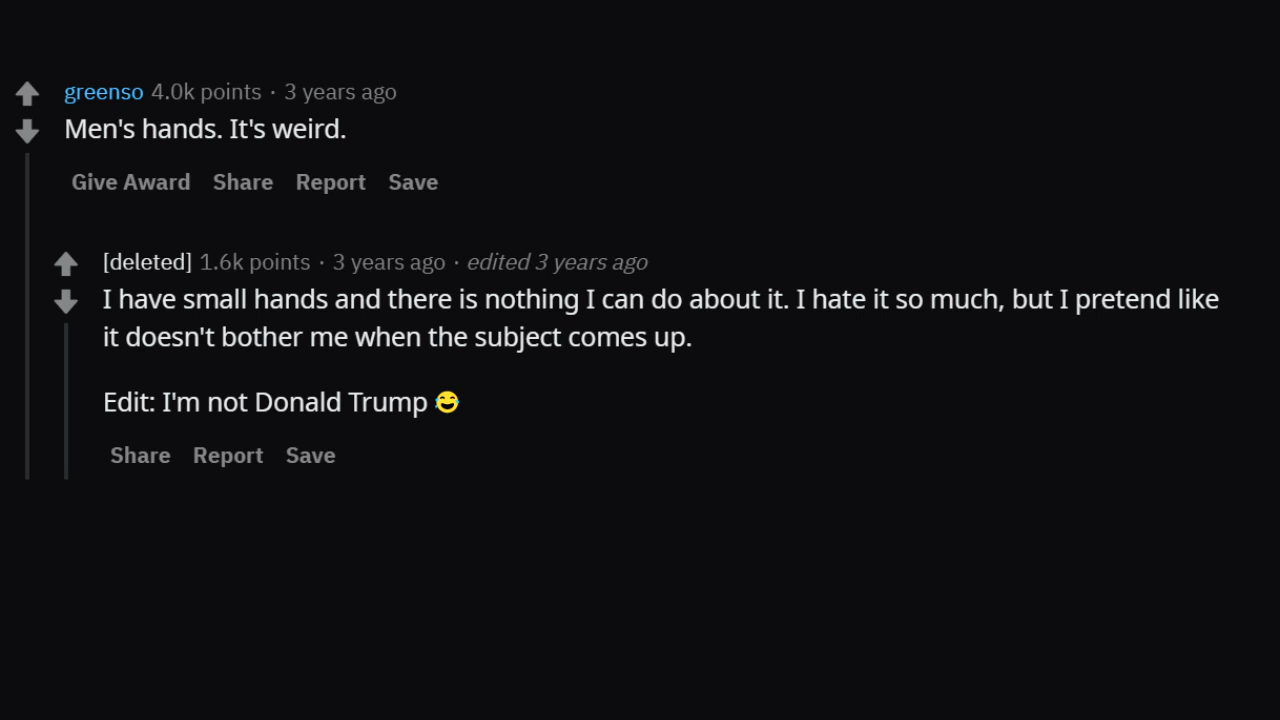 greenso 4.0k points · 3 years ago
Men's hands. It's weird.
Give Award Share Report Save
[deleted] 1.6k points · 3 years ago · edited 3 years ago
I have small hands and there is nothing I can do about it. I hate it so much, but I pretend like
it doesn't bother me when the subject comes up.
Edit: I'm not Donald Trump 😂
Share Report Save